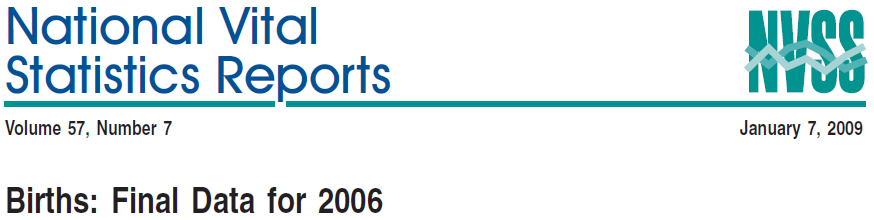 National Vital
Statistics Reports
NVSS
Volume 57, Number 7
January 7, 2009
Births: Final Data for 2006